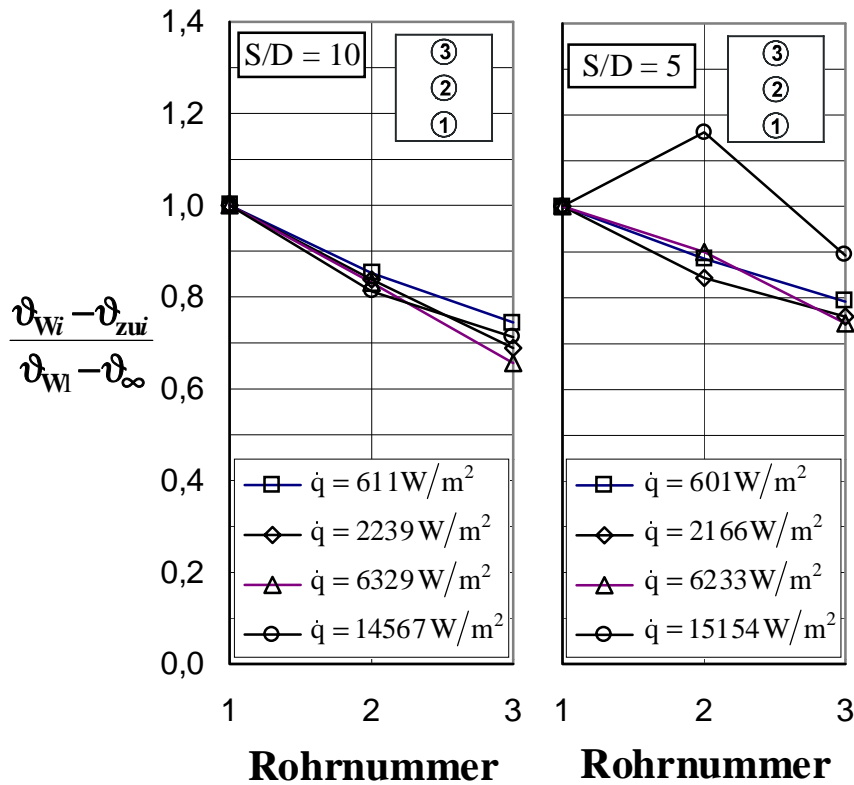 1,4
1,2
1,0
0,8
0,6
0,4
0,2
0,0
ϑWi − ϑzui
ϑW1 − ϑ∞
S/D = 10
3
2
1
q̇ = 611 W/m²
q̇ = 2239 W/m²
q̇ = 6329 W/m²
q̇ = 14567 W/m²
1 2 3
Rohrnummer
S/D = 5
3
2
1
q̇ = 601 W/m²
q̇ = 2166 W/m²
q̇ = 6233 W/m²
q̇ = 15154 W/m²
1 2 3
Rohrnummer